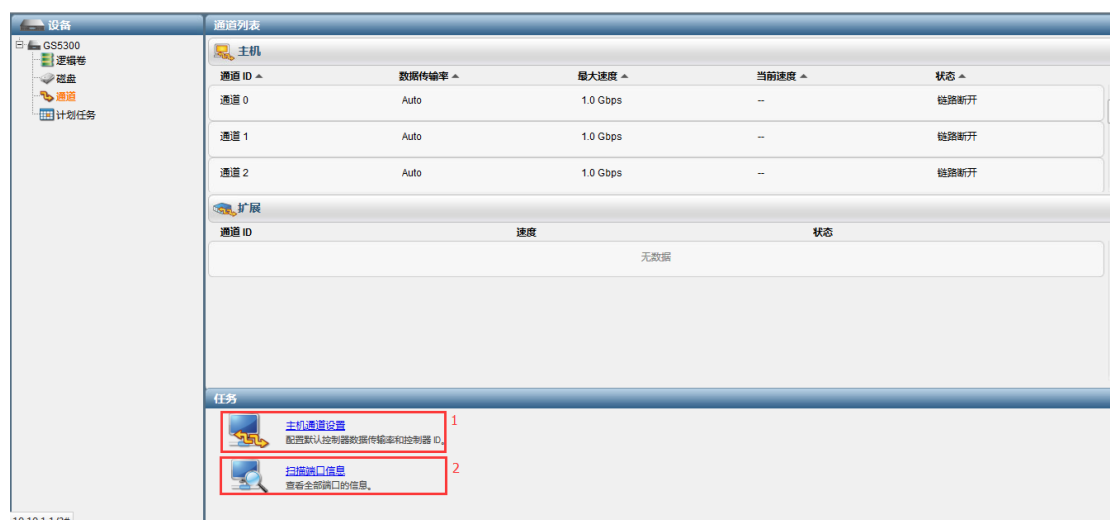 设备
GS5300
逻辑卷
磁盘
通道
计划任务
通道列表
主机
通道 ID 数据传输率 最大速度 当前速度 状态
通道 0 Auto 1.0 Gbps -- 链路断开
通道 1 Auto 1.0 Gbps -- 链路断开
通道 2 Auto 1.0 Gbps -- 链路断开
扩展
通道 ID 速度 状态
无数据
任务
主机通道设置 1
配置默认控制器数据传输率和控制器 ID。
扫描端口信息 2
查看全部端口的信息。